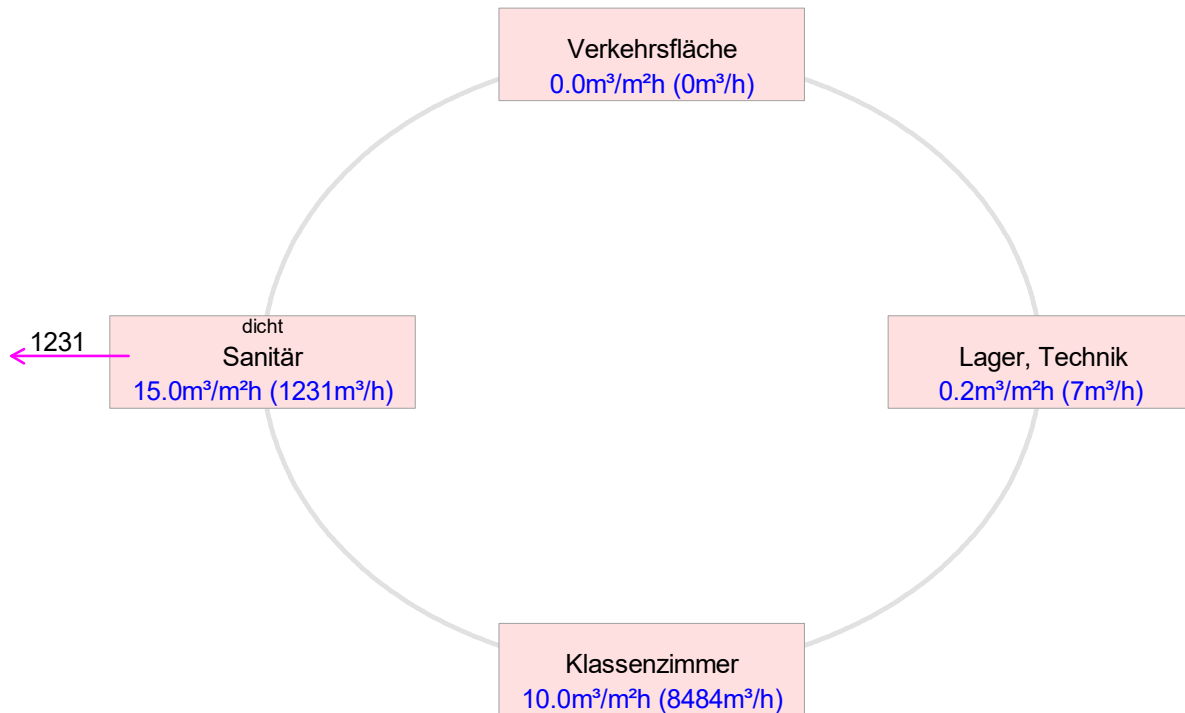 Verkehrsfläche
0.0m³/m²h (0m³/h)
1231
dicht
Sanitär
15.0m³/m²h (1231m³/h)
Lager, Technik
0.2m³/m²h (7m³/h)
Klassenzimmer
10.0m³/m²h (8484m³/h)